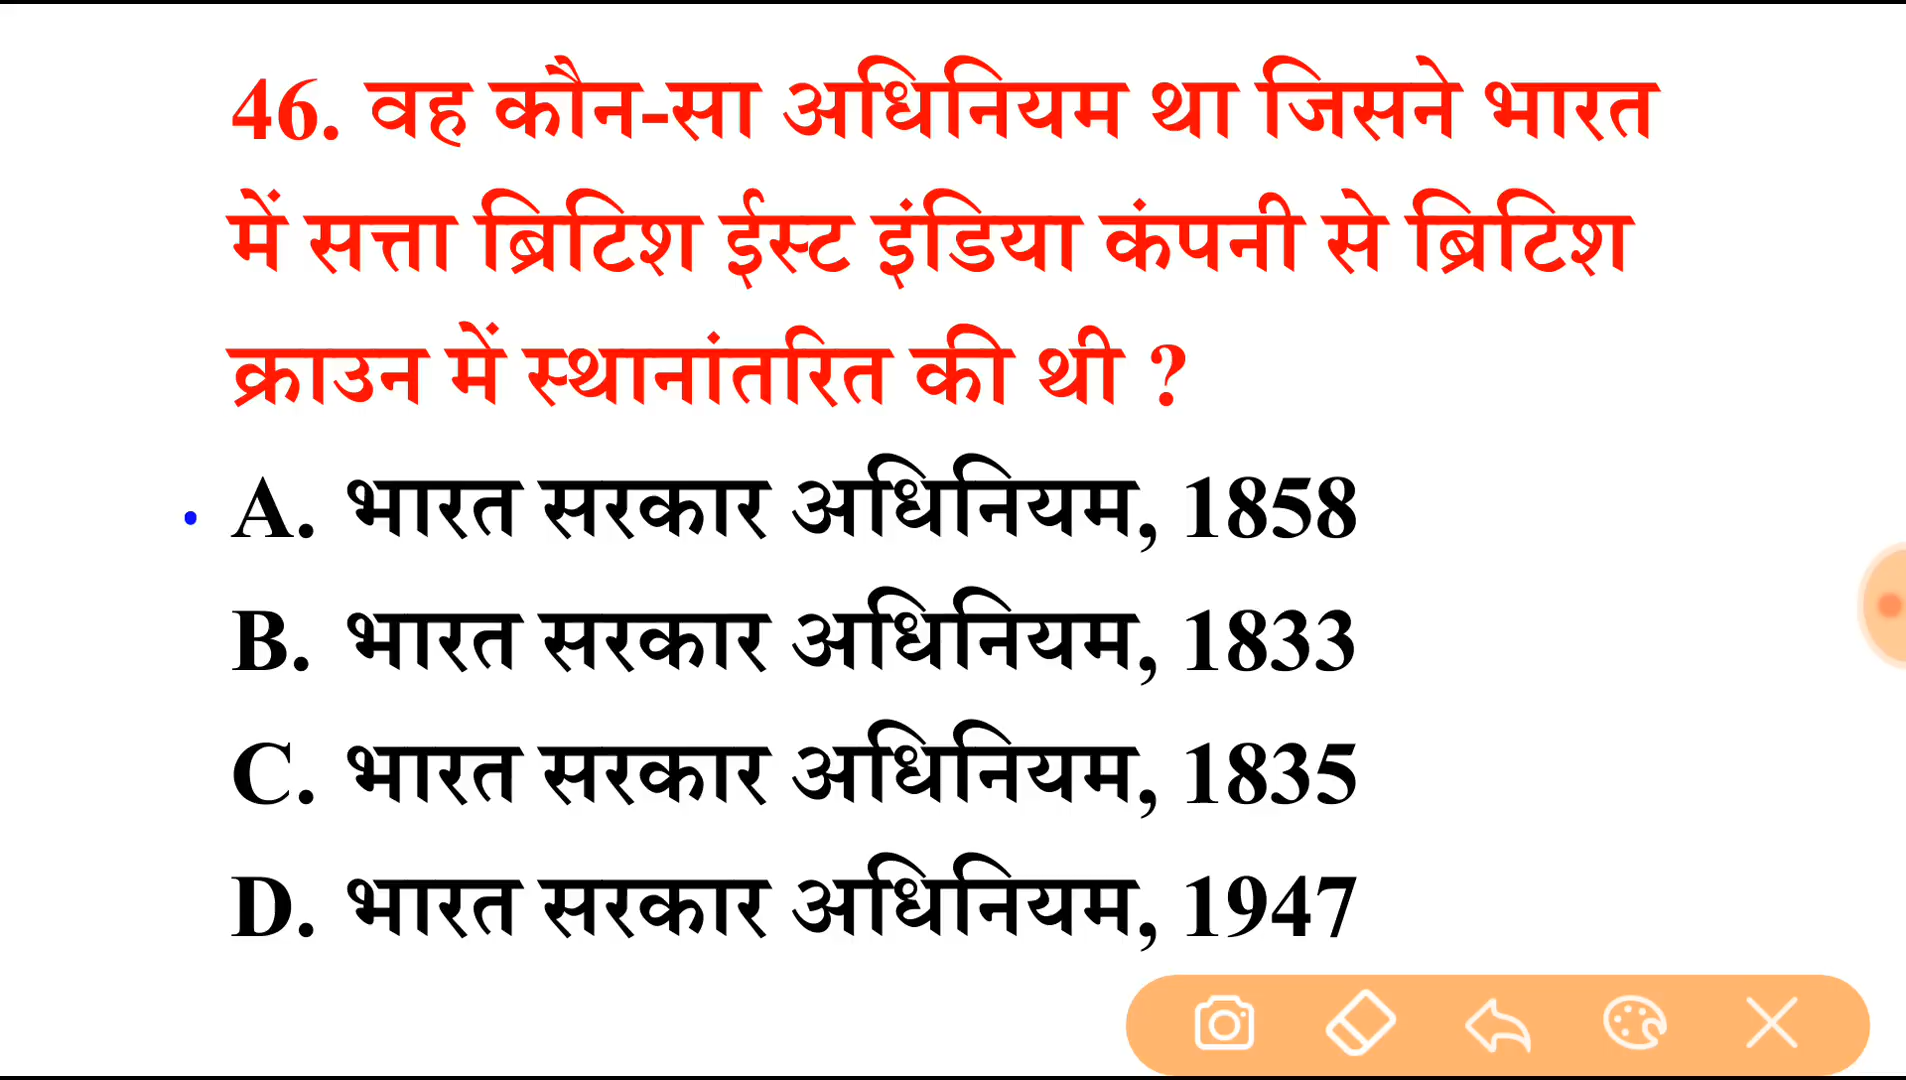 46. वह कौन-सा अधिनियम था जिसने भारत
में सत्ता ब्रिटिश ईस्ट इंडिया कंपनी से ब्रिटिश
क्राउन में स्थानांतरित की थी ?
A. भारत सरकार अधिनियम, 1858
B. भारत सरकार अधिनियम, 1833
C. भारत सरकार अधिनियम, 1835
D. भारत सरकार अधिनियम, 1947